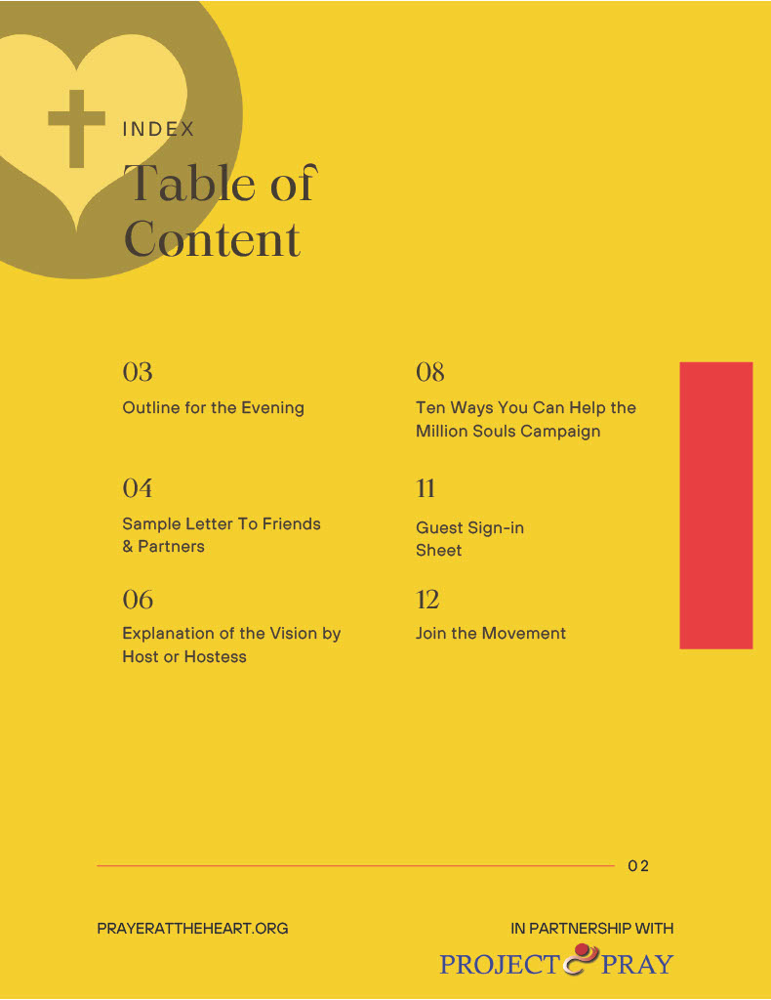 INDEX
Table of
Content
03
Outline for the Evening
04
Sample Letter To Friends
& Partners
06
Explanation of the Vision by
Host or Hostess
08
Ten Ways You Can Help the
Million Souls Campaign
11
Guest Sign-in
Sheet
12
Join the Movement
02
PRAYERATTHEHEART.ORG
IN PARTNERSHIP WITH
PROJECT PRAY